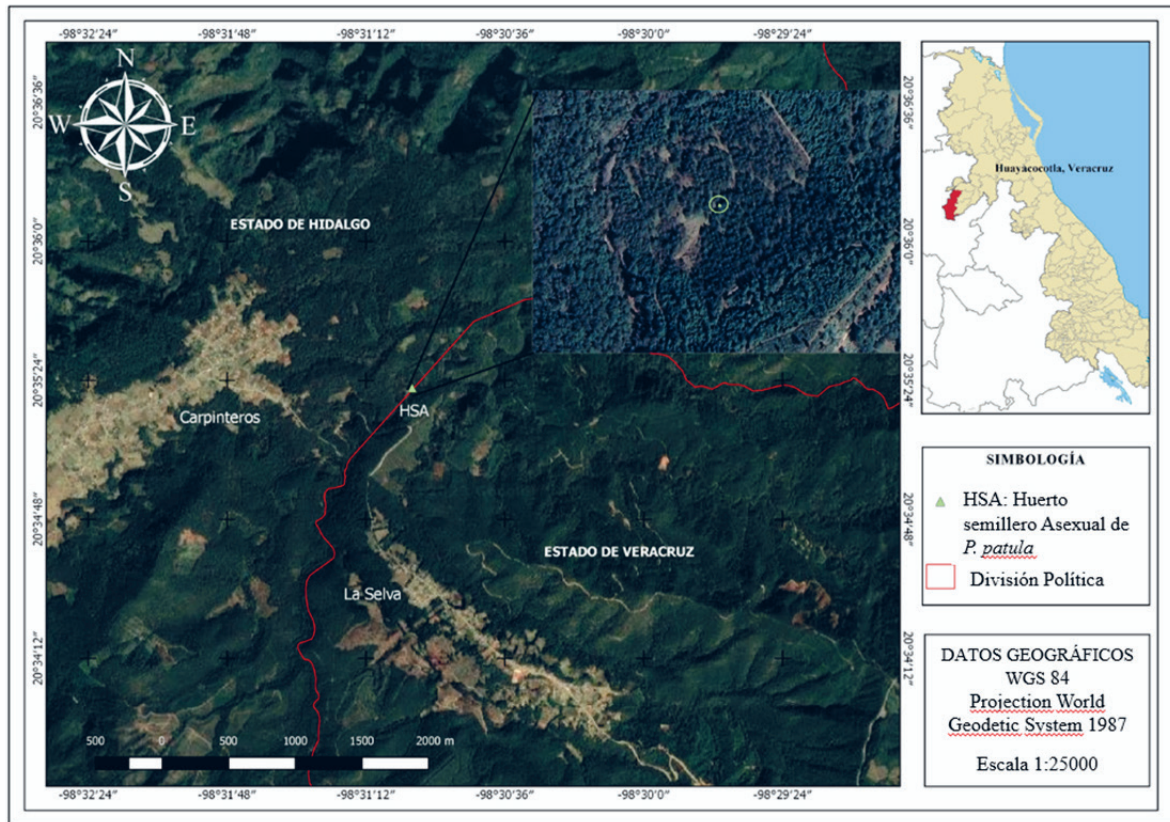 -98°32′24″ -98°31′48″ -98°31′12″ -98°30′36″ -98°30′0″ -98°29′24″
20°36′36″
20°36′0″
20°35′24″
20°34′48″
20°34′12″
N
W E
S
ESTADO DE HIDALGO
Carpinteros
HSA
ESTADO DE VERACRUZ
La Selva
500 0 500 1000 1500 2000 m
20°36′36″
20°36′0″
20°35′24″
20°34′48″
20°34′12″
-98°32′24″ -98°31′48″ -98°31′12″ -98°30′36″ -98°30′0″ -98°29′24″
Huayacocotla, Veracruz
SIMBOLOGÍA
HSA: Huerto
semillero Asexual de
P. patula
División Política
DATOS GEOGRÁFICOS
WGS 84
Projection World
Geodetic System 1987
Escala 1:25000